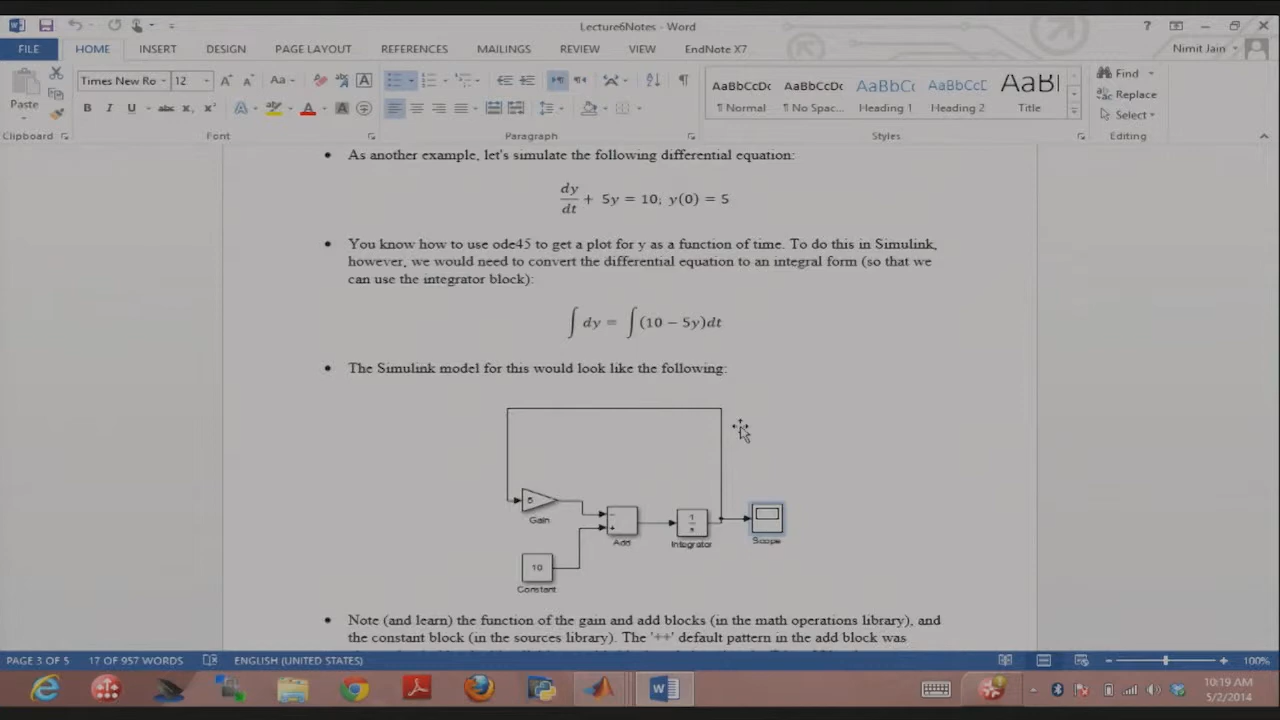 Lecture6Notes - Word
FILE HOME INSERT DESIGN PAGE LAYOUT REFERENCES MAILINGS REVIEW VIEW EndNote X7 Nimit Jain
Paste Times New Ro 12 Aa AaBbCcDc AaBbCcDc AaBbC( AaBbCcD AaBI Find
Replace
B I U abc X, X² A ¶ Normal ¶ No Spac... Heading 1 Heading 2 Title Select
Clipboard Font Paragraph Styles Editing
• As another example, let's simulate the following differential equation:
dy/dt + 5y = 10; y(0) = 5
• You know how to use ode45 to get a plot for y as a function of time. To do this in Simulink,
however, we would need to convert the differential equation to an integral form (so that we
can use the integrator block):
∫ dy = ∫(10 − 5y)dt
• The Simulink model for this would look like the following:
5
Gain
− +
Add
1/s
Integrator
Scope
10
Constant
• Note (and learn) the function of the gain and add blocks (in the math operations library), and
the constant block (in the sources library). The '++' default pattern in the add block was
PAGE 3 OF 5 17 OF 957 WORDS ENGLISH (UNITED STATES) 100%
10:19 AM
5/2/2014